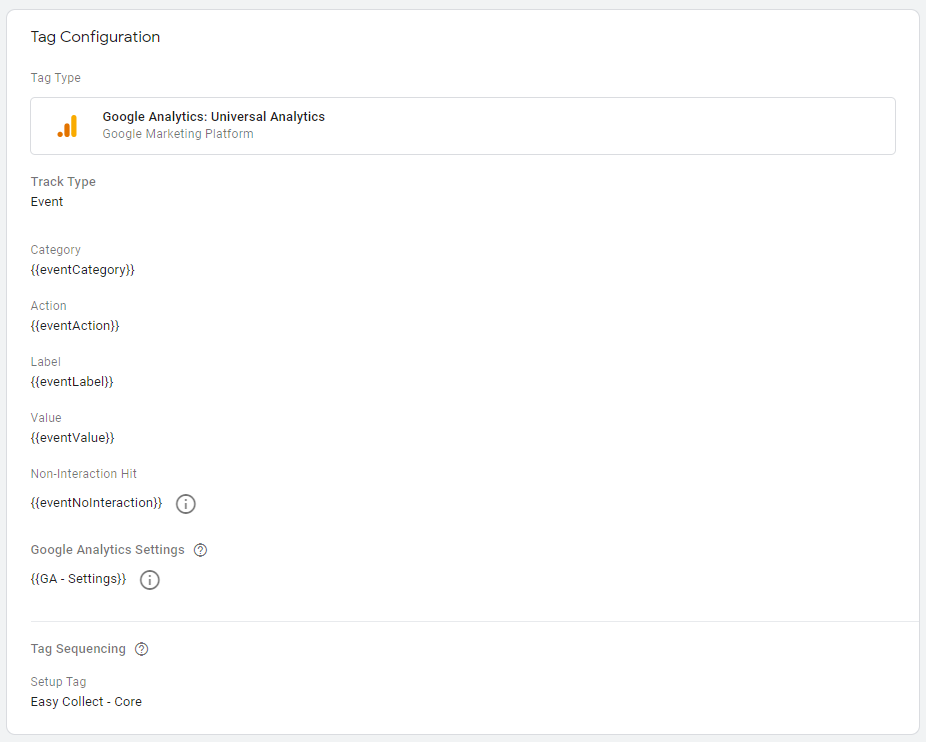 Tag Configuration
Tag Type
Google Analytics: Universal Analytics
Google Marketing Platform
Track Type
Event
Category
{{eventCategory}}
Action
{{eventAction}}
Label
{{eventLabel}}
Value
{{eventValue}}
Non-Interaction Hit
{{eventNoInteraction}}
Google Analytics Settings
{{GA - Settings}}
Tag Sequencing
Setup Tag
Easy Collect - Core